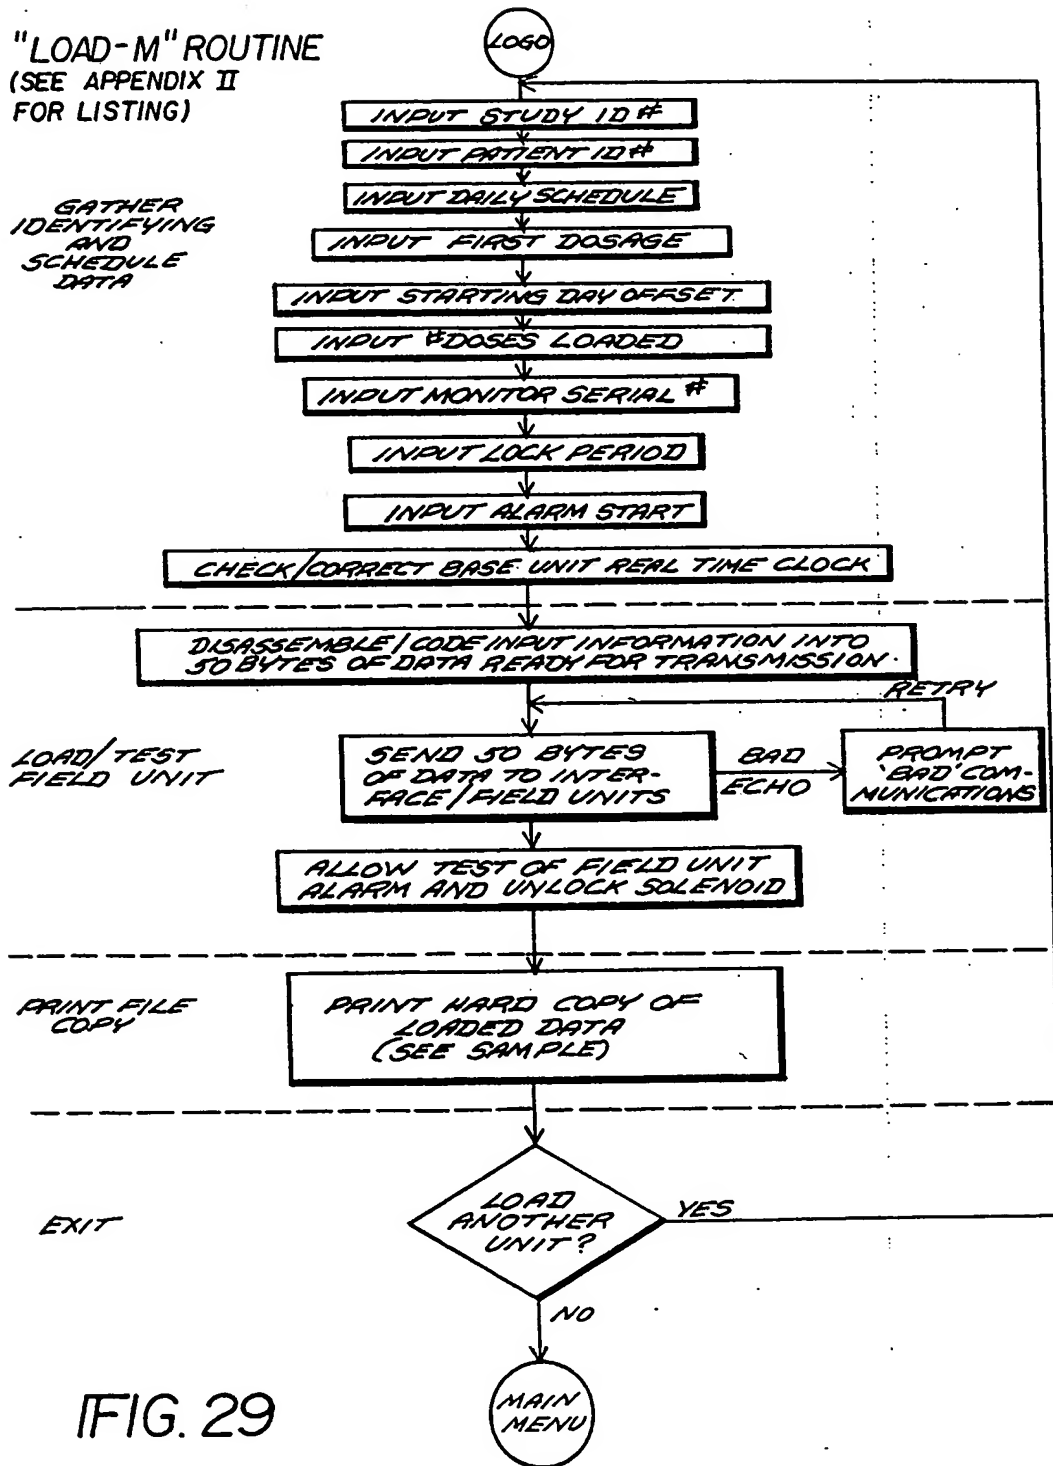 "LOAD-M" ROUTINE
(SEE APPENDIX II
FOR LISTING)
LOGO
INPUT STUDY ID #
INPUT PATIENT ID #
INPUT DAILY SCHEDULE
GATHER
IDENTIFYING
AND
SCHEDULE
DATA
INPUT FIRST DOSAGE
INPUT STARTING DAY OFFSET
INPUT #DOSES LOADED
INPUT MONITOR SERIAL #
INPUT LOCK PERIOD
INPUT ALARM START
CHECK/CORRECT BASE UNIT REAL TIME CLOCK
DISASSEMBLE/CODE INPUT INFORMATION INTO
50 BYTES OF DATA READY FOR TRANSMISSION.
RETRY
LOAD/TEST
FIELD UNIT
SEND 50 BYTES
OF DATA TO INTER-
FACE/FIELD UNITS
BAD
ECHO
PROMPT
'BAD' COM-
MUNICATIONS
ALLOW TEST OF FIELD UNIT
ALARM AND UNLOCK SOLENOID
PRINT FILE
COPY
PRINT HARD COPY OF
LOADED DATA
(SEE SAMPLE)
EXIT
LOAD
ANOTHER
UNIT?
YES
NO
MAIN
MENU
FIG. 29